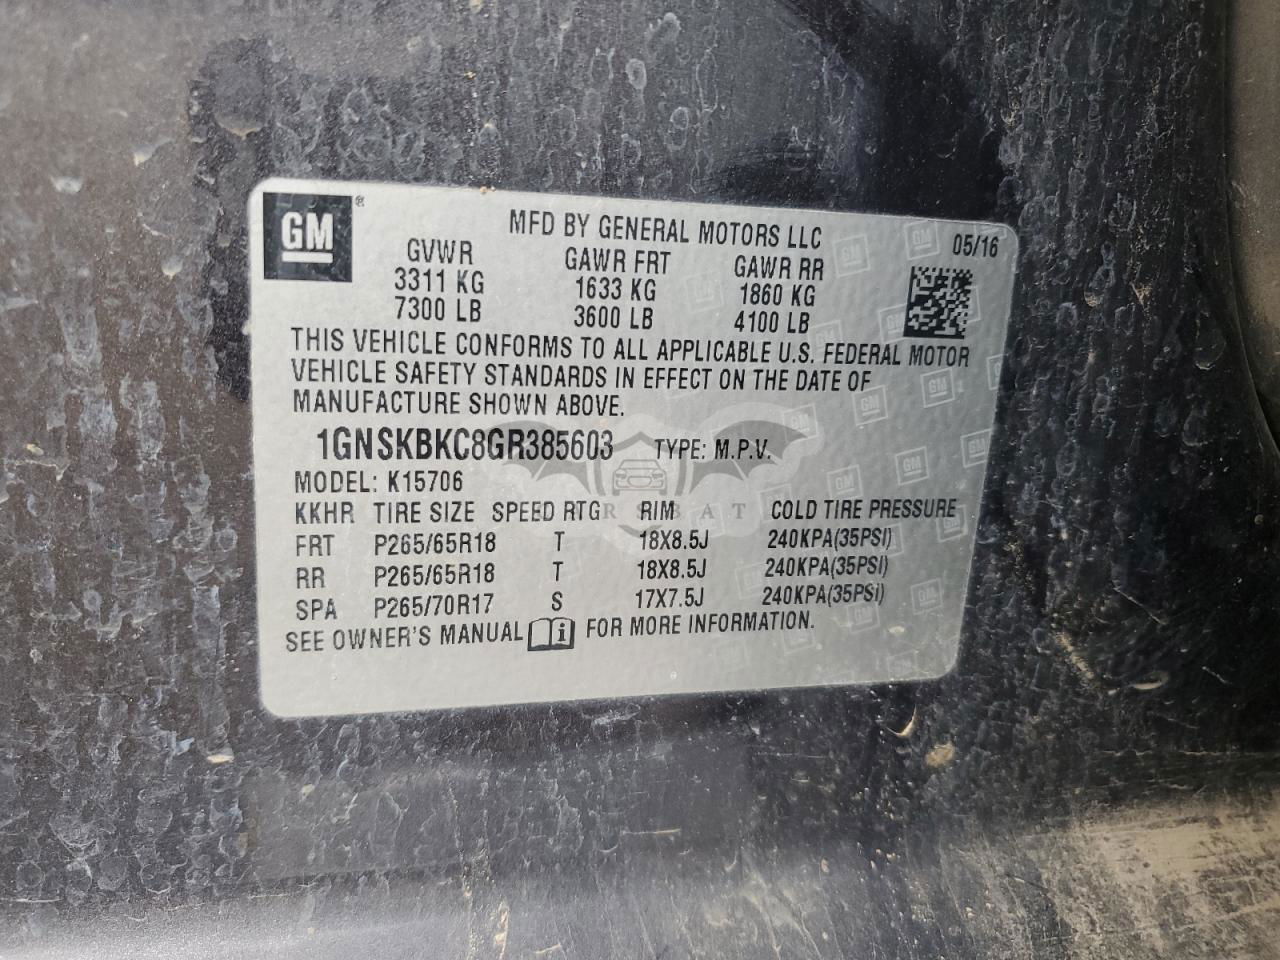 GM ®
MFD BY GENERAL MOTORS LLC 05/16
GVWR GAWR FRT GAWR RR
3311 KG 1633 KG 1860 KG
7300 LB 3600 LB 4100 LB
THIS VEHICLE CONFORMS TO ALL APPLICABLE U.S. FEDERAL MOTOR
VEHICLE SAFETY STANDARDS IN EFFECT ON THE DATE OF
MANUFACTURE SHOWN ABOVE.
1GNSKBKC8GR385603 TYPE: M.P.V.
MODEL: K15706
KKHR TIRE SIZE SPEED RTG RIM COLD TIRE PRESSURE
FRT P265/65R18 T 18X8.5J 240KPA(35PSI)
RR P265/65R18 T 18X8.5J 240KPA(35PSI)
SPA P265/70R17 S 17X7.5J 240KPA(35PSI)
SEE OWNER'S MANUAL i FOR MORE INFORMATION.